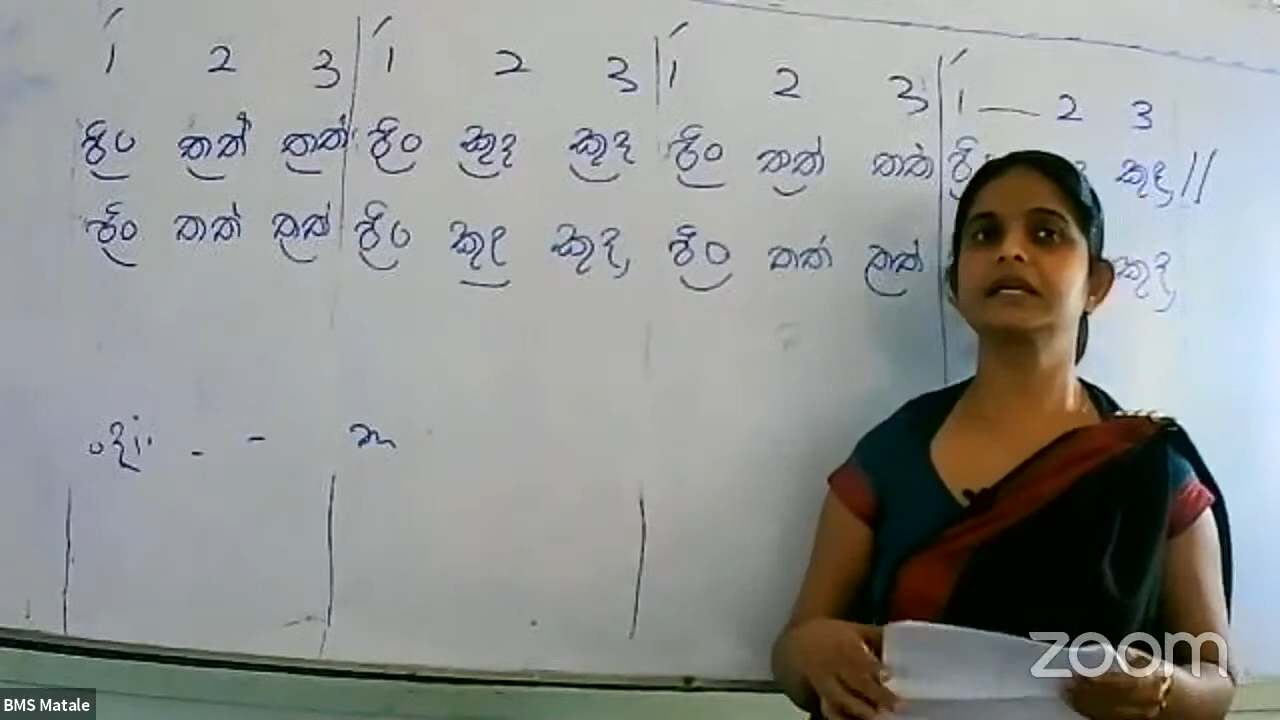 1 2 3 | 1 2 3 | 1 2 3 | 1 — 2 3
ජිං තත් තත් | ජිං කුද කුද ජිං තත් තත් | කුද, //
ජිං තත් තත් | ජිං කුද කුද, ජිං තත් තත් | කුද,
zoom
BMS Matale